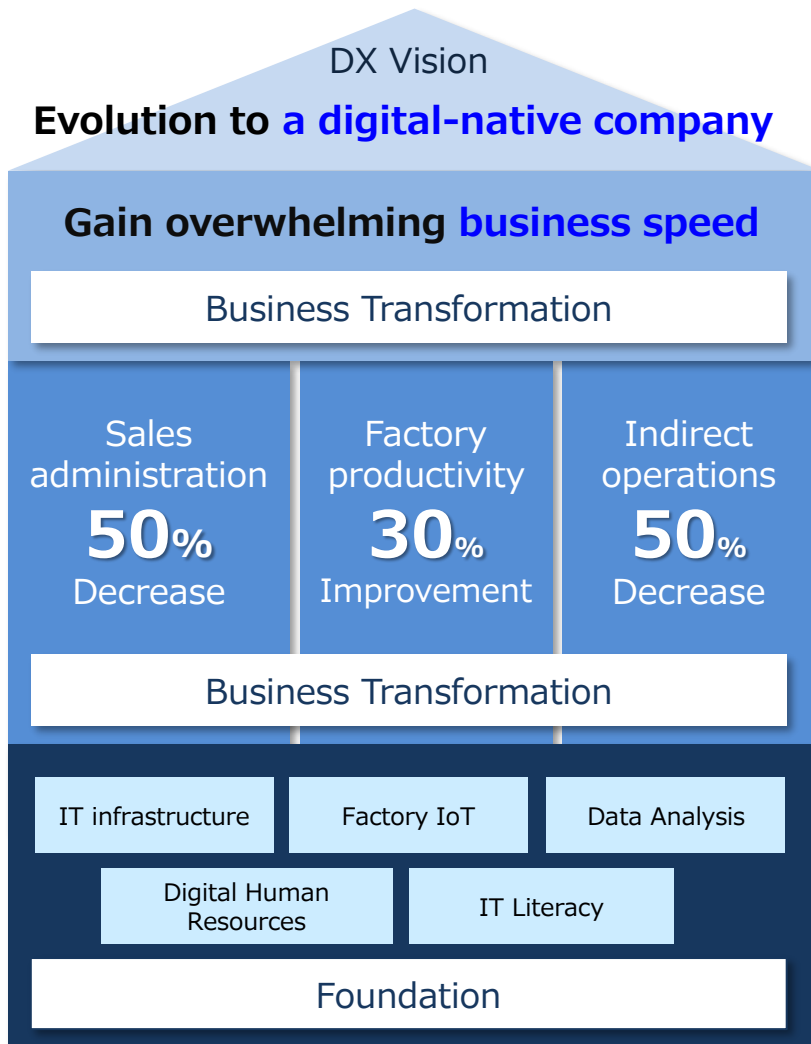 DX Vision
Evolution to a digital-native company
Gain overwhelming business speed
Business Transformation
Sales
administration
50%
Decrease
Factory
productivity
30%
Improvement
Indirect
operations
50%
Decrease
Business Transformation
IT infrastructure
Factory IoT
Data Analysis
Digital Human
Resources
IT Literacy
Foundation